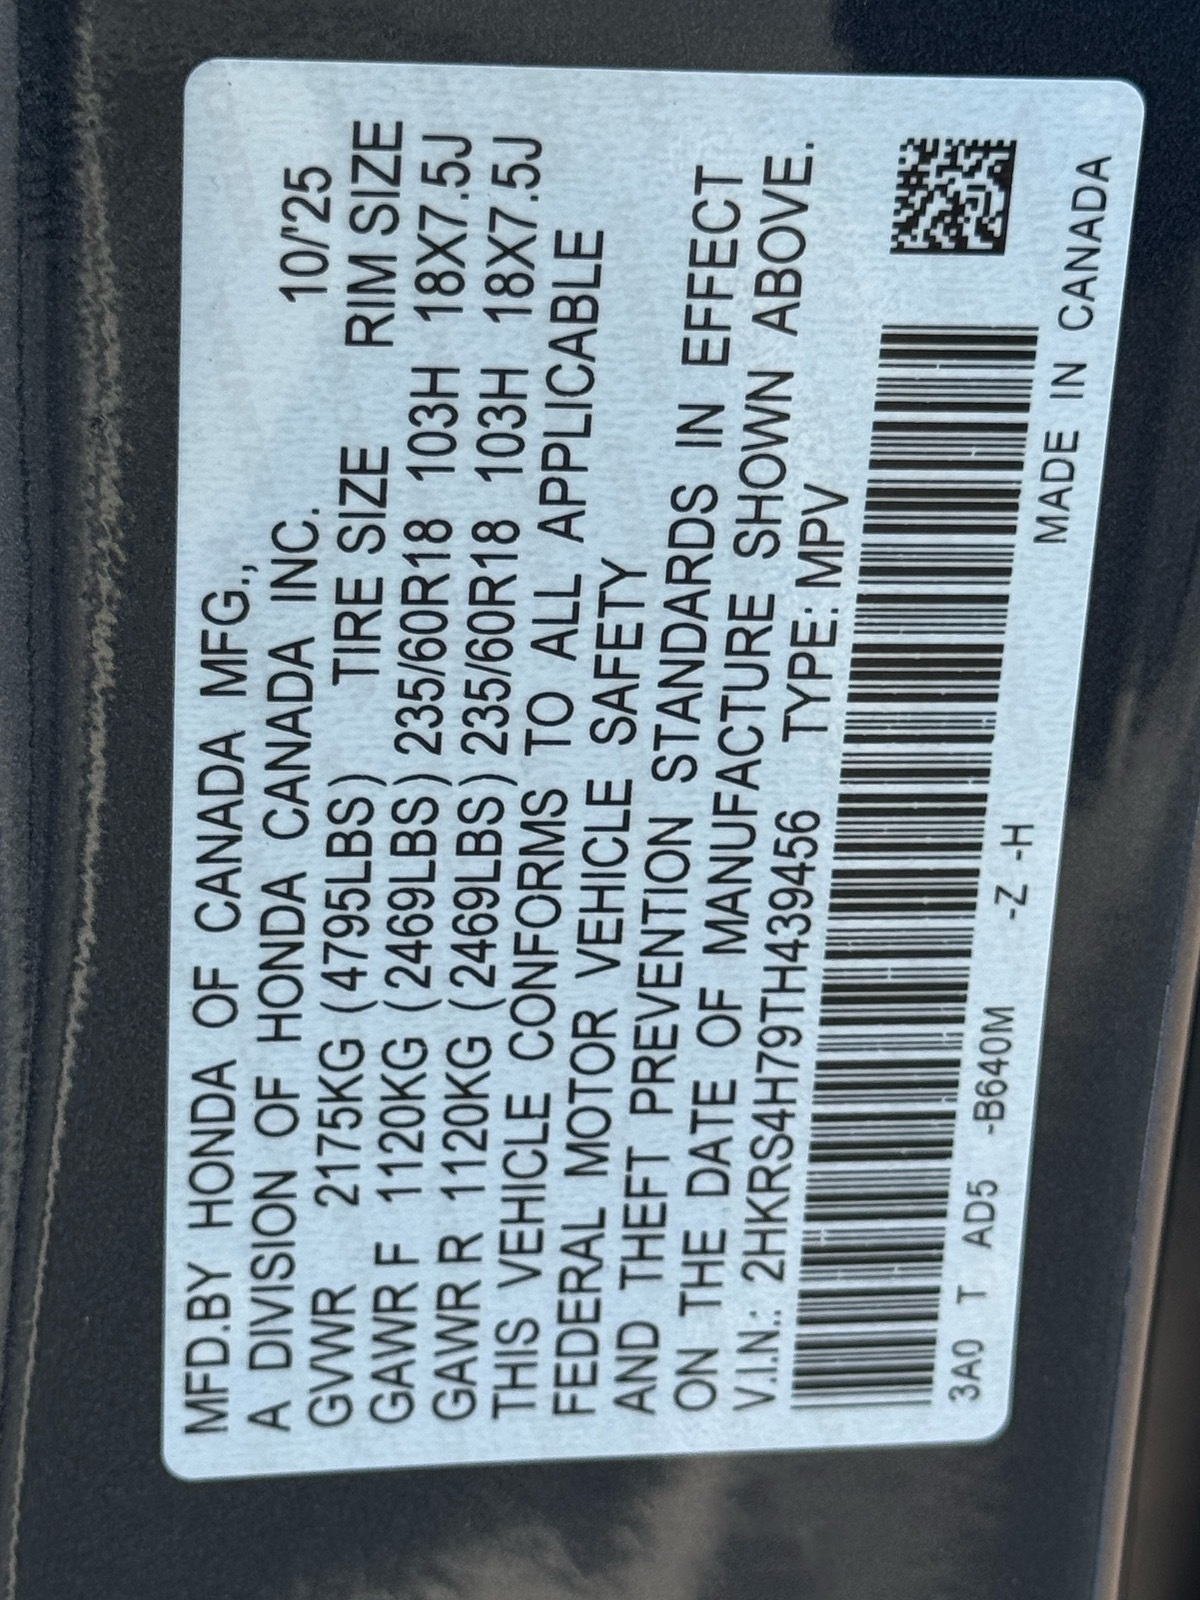 MFD.BY HONDA OF CANADA MFG.,
A DIVISION OF HONDA CANADA INC. 10/'25
GVWR 2175KG (4795LBS) TIRE SIZE RIM SIZE
GAWR F 1120KG (2469LBS) 235/60R18 103H 18X7.5J
GAWR R 1120KG (2469LBS) 235/60R18 103H 18X7.5J
THIS VEHICLE CONFORMS TO ALL APPLICABLE
FEDERAL MOTOR VEHICLE SAFETY
AND THEFT PREVENTION STANDARDS IN EFFECT
ON THE DATE OF MANUFACTURE SHOWN ABOVE.
V.I.N.: 2HKRS4H79TH439456 TYPE: MPV
3A0 T AD5 -B640M -Z -H MADE IN CANADA